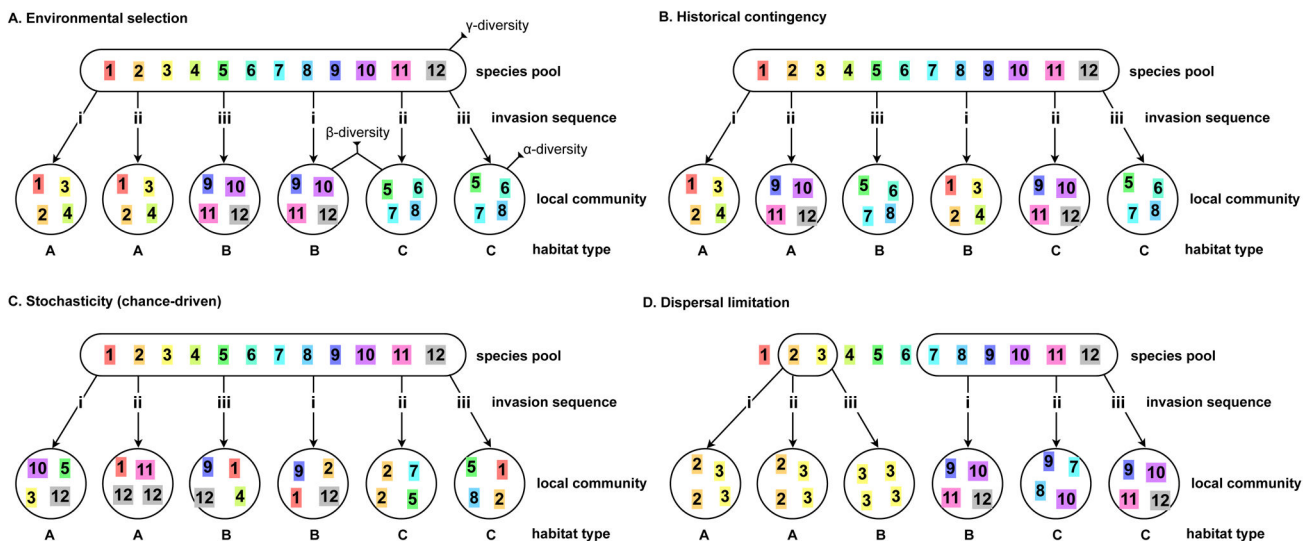 A. Environmental selection
γ-diversity
1 2 3 4 5 6 7 8 9 10 11 12 species pool
i ii iii i ii iii invasion sequence
β-diversity
α-diversity
1 3 1 3 9 10 9 10 5 6 5 6
local community
2 4 2 4 11 12 11 12 7 8 7 8
A A B B C C habitat type
B. Historical contingency
1 2 3 4 5 6 7 8 9 10 11 12 species pool
i ii iii i ii iii invasion sequence
1 3 9 10 5 6 1 3 9 10 5 6
local community
2 4 11 12 7 8 2 4 11 12 7 8
A A B B C C habitat type
C. Stochasticity (chance-driven)
1 2 3 4 5 6 7 8 9 10 11 12 species pool
i ii iii i ii iii invasion sequence
10 5 1 11 9 1 9 2 2 7 5 1
local community
3 12 12 12 12 4 1 12 2 5 8 2
A A B B C C habitat type
D. Dispersal limitation
1 2 3 4 5 6 7 8 9 10 11 12 species pool
i ii iii i ii iii invasion sequence
2 3 2 3 3 3 9 10 9 7 9 10
local community
2 3 2 3 3 3 11 12 8 10 11 12
A A B B C C habitat type